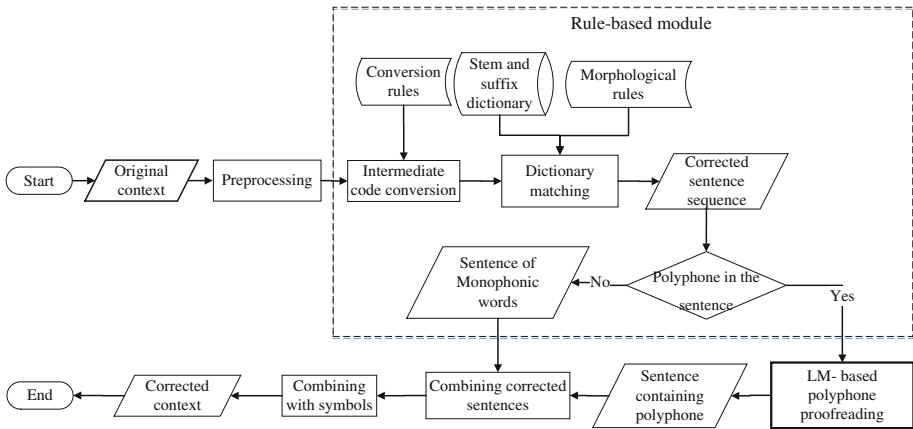 Rule-based module
Conversion
rules
Stem and
suffix
dictionary
Morphological
rules
Start
Original
context
Preprocessing
Intermediate
code conversion
Dictionary
matching
Corrected
sentence
sequence
Sentence of
Monophonic
words
No
Polyphone in the
sentence
Yes
End
Corrected
context
Combining
with symbols
Combining corrected
sentences
Sentence
containing
polyphone
LM- based
polyphone
proofreading